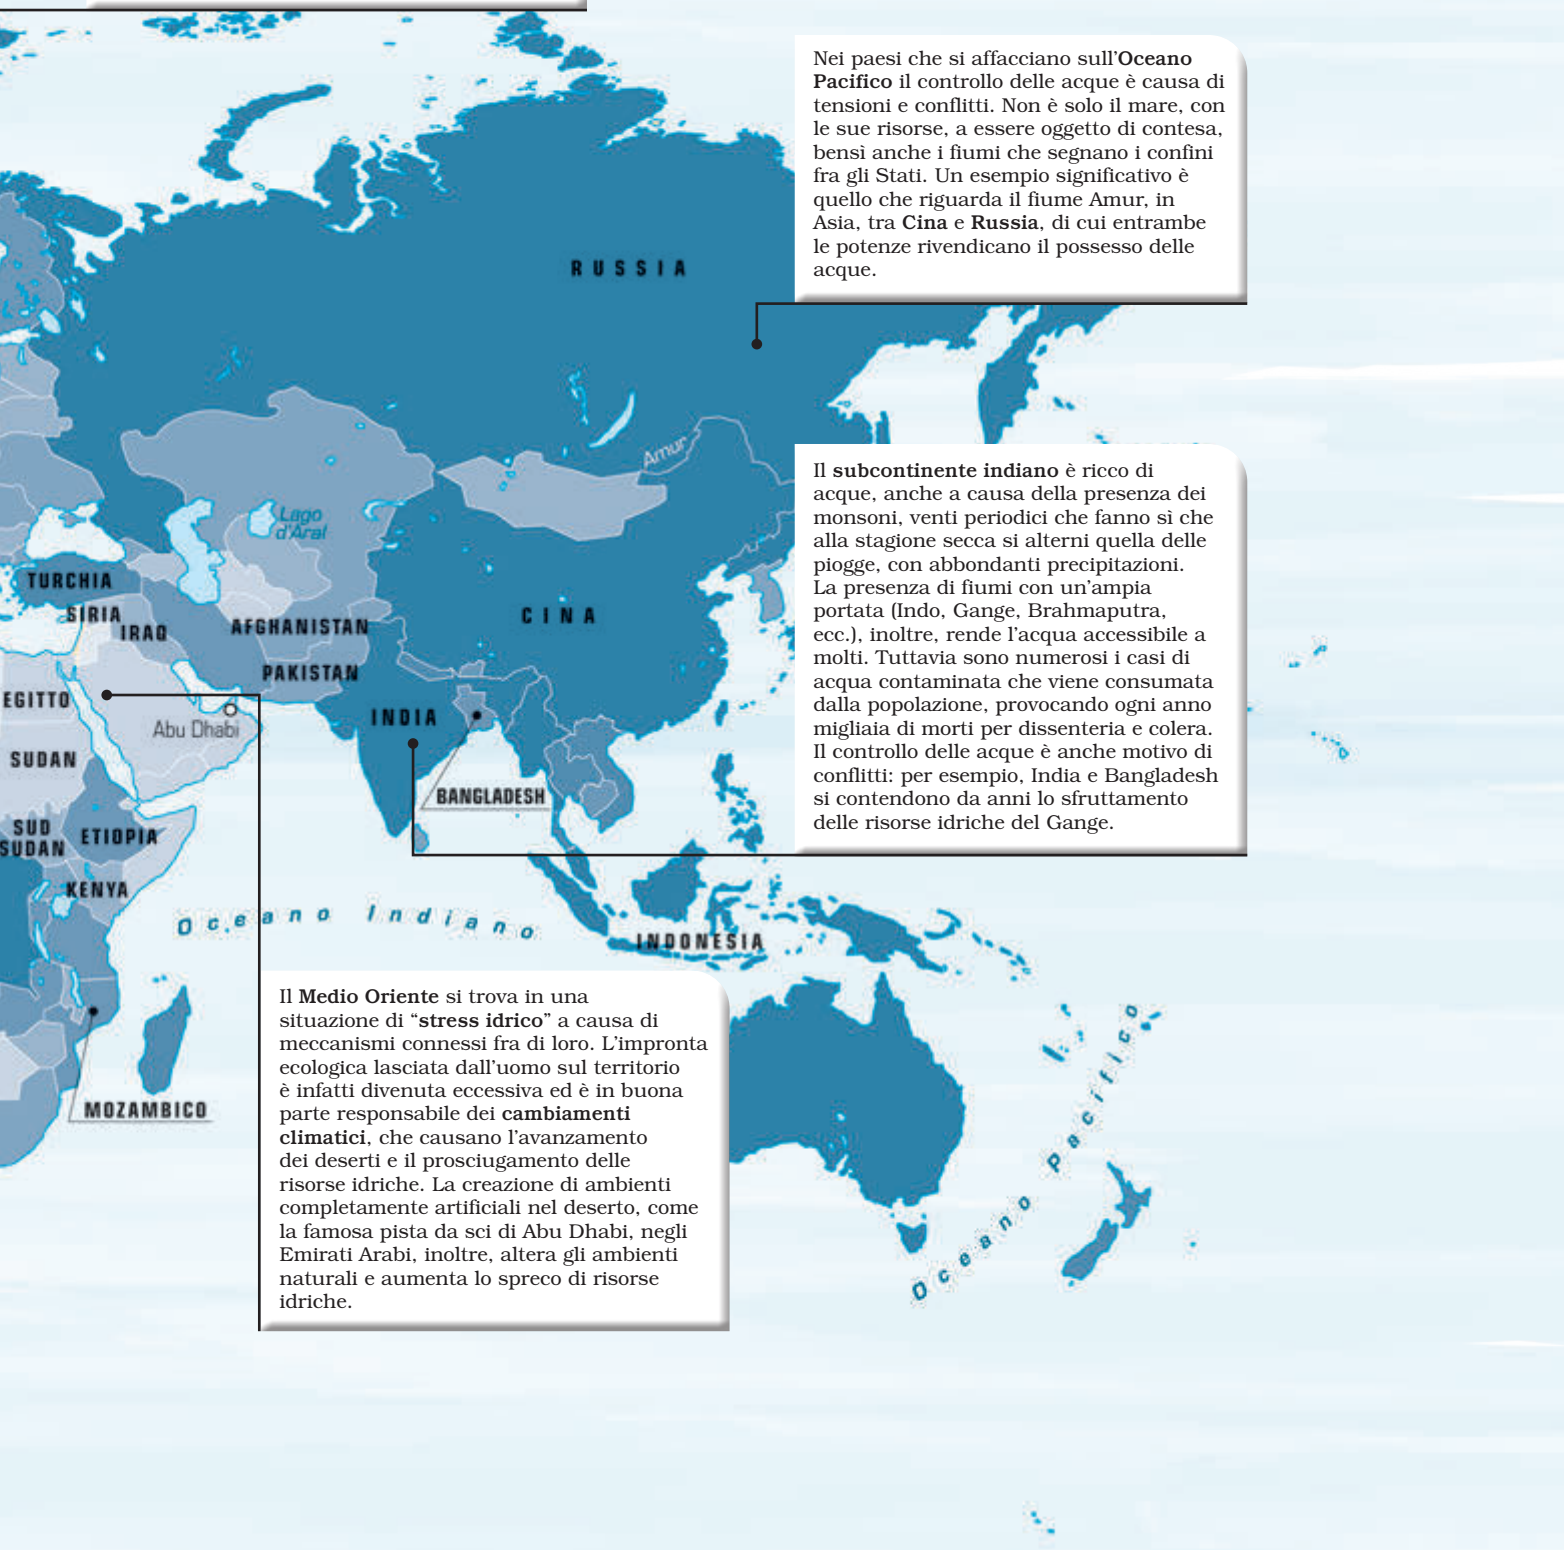 Nei paesi che si affacciano sull'Oceano
Pacifico il controllo delle acque è causa di
tensioni e conflitti. Non è solo il mare, con
le sue risorse, a essere oggetto di contesa,
bensì anche i fiumi che segnano i confini
fra gli Stati. Un esempio significativo è
quello che riguarda il fiume Amur, in
Asia, tra Cina e Russia, di cui entrambe
le potenze rivendicano il possesso delle
acque.
RUSSIA
Amur
Il subcontinente indiano è ricco di
acque, anche a causa della presenza dei
monsoni, venti periodici che fanno sì che
alla stagione secca si alterni quella delle
piogge, con abbondanti precipitazioni.
La presenza di fiumi con un'ampia
portata (Indo, Gange, Brahmaputra,
ecc.), inoltre, rende l'acqua accessibile a
molti. Tuttavia sono numerosi i casi di
acqua contaminata che viene consumata
dalla popolazione, provocando ogni anno
migliaia di morti per dissenteria e colera.
Il controllo delle acque è anche motivo di
conflitti: per esempio, India e Bangladesh
si contendono da anni lo sfruttamento
delle risorse idriche del Gange.
Lago
d'Aral
TURCHIA
SIRIA
IRAQ
AFGHANISTAN
CINA
PAKISTAN
EGITTO
Abu Dhabi
INDIA
SUDAN
BANGLADESH
SUD
SUDAN
ETIOPIA
KENYA
Oceano Indiano
INDONESIA
Il Medio Oriente si trova in una
situazione di “stress idrico” a causa di
meccanismi connessi fra di loro. L'impronta
ecologica lasciata dall'uomo sul territorio
è infatti divenuta eccessiva ed è in buona
parte responsabile dei cambiamenti
climatici, che causano l'avanzamento
dei deserti e il prosciugamento delle
risorse idriche. La creazione di ambienti
completamente artificiali nel deserto, come
la famosa pista da sci di Abu Dhabi, negli
Emirati Arabi, inoltre, altera gli ambienti
naturali e aumenta lo spreco di risorse
idriche.
MOZAMBICO
Oceano Pacifico